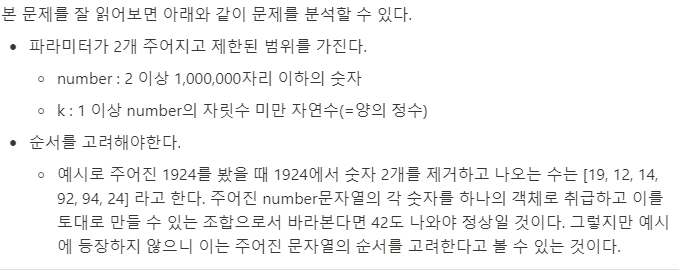 본 문제를 잘 읽어보면 아래와 같이 문제를 분석할 수 있다.
• 파라미터가 2개 주어지고 제한된 범위를 가진다.
◦ number : 2 이상 1,000,000자리 이하의 숫자
◦ k : 1 이상 number의 자릿수 미만 자연수(=양의 정수)
• 순서를 고려해야한다.
◦ 예시로 주어진 1924를 봤을 때 1924에서 숫자 2개를 제거하고 나오는 수는 [19, 12, 14,
92, 94, 24] 라고 한다. 주어진 number문자열의 각 숫자를 하나의 객체로 취급하고 이를
토대로 만들 수 있는 조합으로서 바라본다면 42도 나와야 정상일 것이다. 그렇지만 예시
에 등장하지 않으니 이는 주어진 문자열의 순서를 고려한다고 볼 수 있는 것이다.